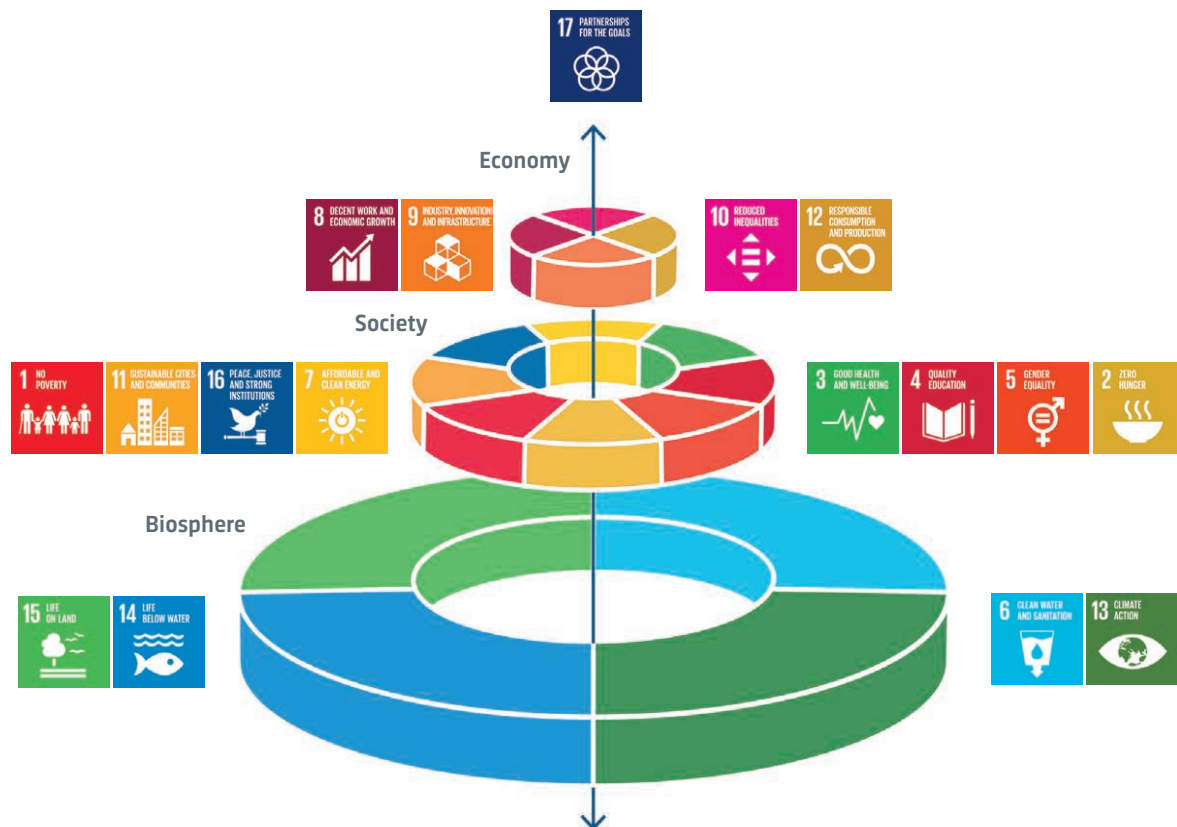 17 PARTNERSHIPS
FOR THE GOALS
Economy
8 DECENT WORK AND
ECONOMIC GROWTH
9 INDUSTRY, INNOVATION
AND INFRASTRUCTURE
10 REDUCED
INEQUALITIES
12 RESPONSIBLE
CONSUMPTION
AND PRODUCTION
Society
1 NO
POVERTY
11 SUSTAINABLE CITIES
AND COMMUNITIES
16 PEACE, JUSTICE
AND STRONG
INSTITUTIONS
7 AFFORDABLE AND
CLEAN ENERGY
3 GOOD HEALTH
AND WELL-BEING
4 QUALITY
EDUCATION
5 GENDER
EQUALITY
2 ZERO
HUNGER
Biosphere
15 LIFE
ON LAND
14 LIFE
BELOW WATER
6 CLEAN WATER
AND SANITATION
13 CLIMATE
ACTION